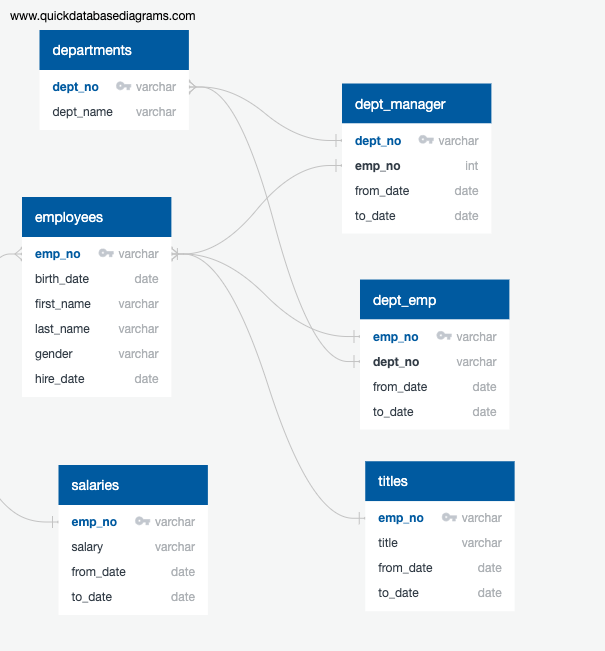 www.quickdatabasediagrams.com
departments
dept_no varchar
dept_name varchar
dept_manager
dept_no varchar
emp_no int
from_date date
to_date date
employees
emp_no varchar
birth_date date
first_name varchar
last_name varchar
gender varchar
hire_date date
dept_emp
emp_no varchar
dept_no varchar
from_date date
to_date date
salaries
emp_no varchar
salary varchar
from_date date
to_date date
titles
emp_no varchar
title varchar
from_date date
to_date date